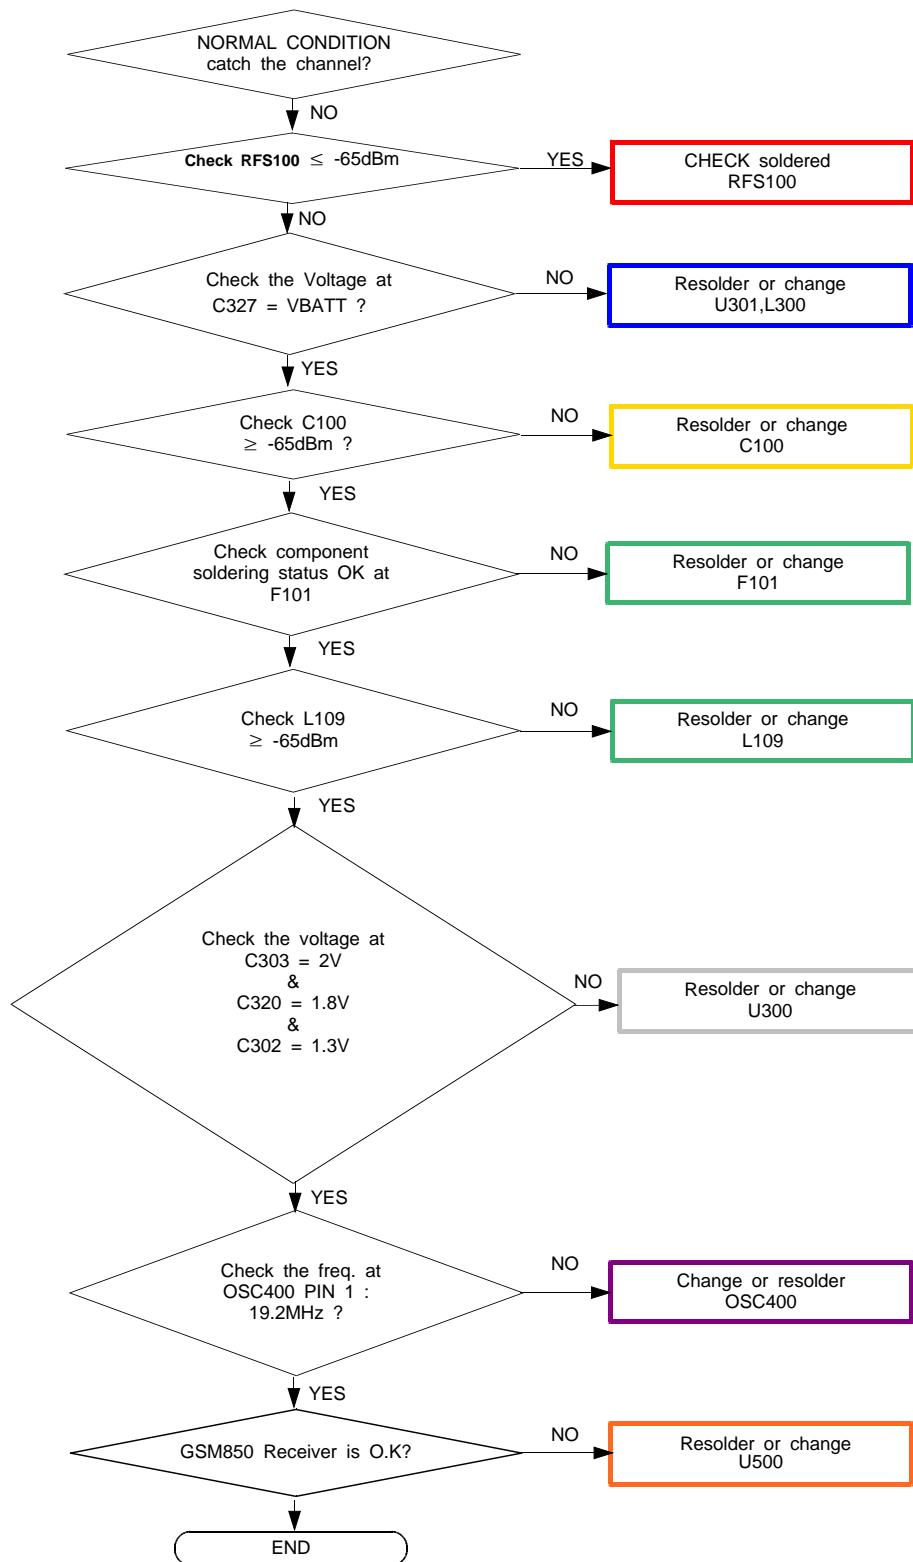 NORMAL CONDITION
catch the channel?
NO
Check RFS100 ≤ -65dBm
YES
CHECK soldered
RFS100
NO
Check the Voltage at
C327 = VBATT ?
NO
Resolder or change
U301,L300
YES
Check C100
≥ -65dBm ?
NO
Resolder or change
C100
YES
Check component
soldering status OK at
F101
NO
Resolder or change
F101
YES
Check L109
≥ -65dBm
NO
Resolder or change
L109
YES
Check the voltage at
C303 = 2V
&
C320 = 1.8V
&
C302 = 1.3V
NO
Resolder or change
U300
YES
Check the freq. at
OSC400 PIN 1 :
19.2MHz ?
NO
Change or resolder
OSC400
YES
GSM850 Receiver is O.K?
NO
Resolder or change
U500
END